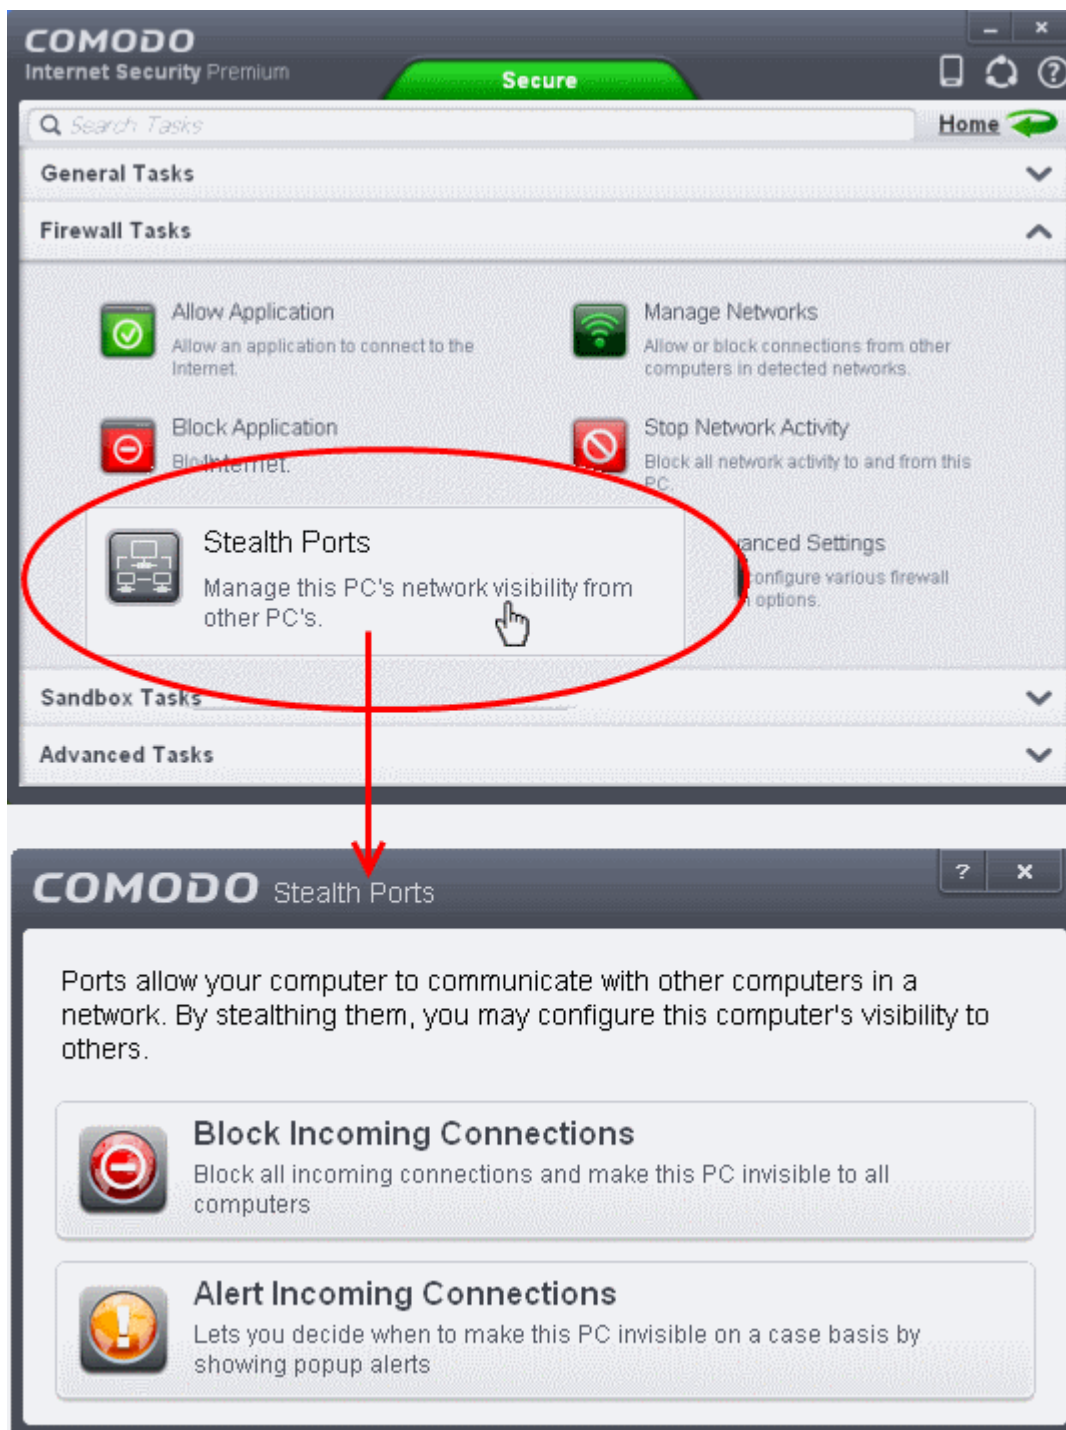 COMODO
Internet Security Premium
Secure
Search Tasks
Home
General Tasks
Firewall Tasks
Allow Application
Allow an application to connect to the
Internet.
Manage Networks
Allow or block connections from other
computers in detected networks.
Block Application
Internet.
Stop Network Activity
Block all network activity to and from this
PC.
Stealth Ports
Manage this PC's network visibility from
other PC's.
anced Settings
configure various firewall
options.
Sandbox Tasks
Advanced Tasks
COMODO Stealth Ports
? x
Ports allow your computer to communicate with other computers in a
network. By stealthing them, you may configure this computer's visibility to
others.
Block Incoming Connections
Block all incoming connections and make this PC invisible to all
computers
Alert Incoming Connections
Lets you decide when to make this PC invisible on a case basis by
showing popup alerts